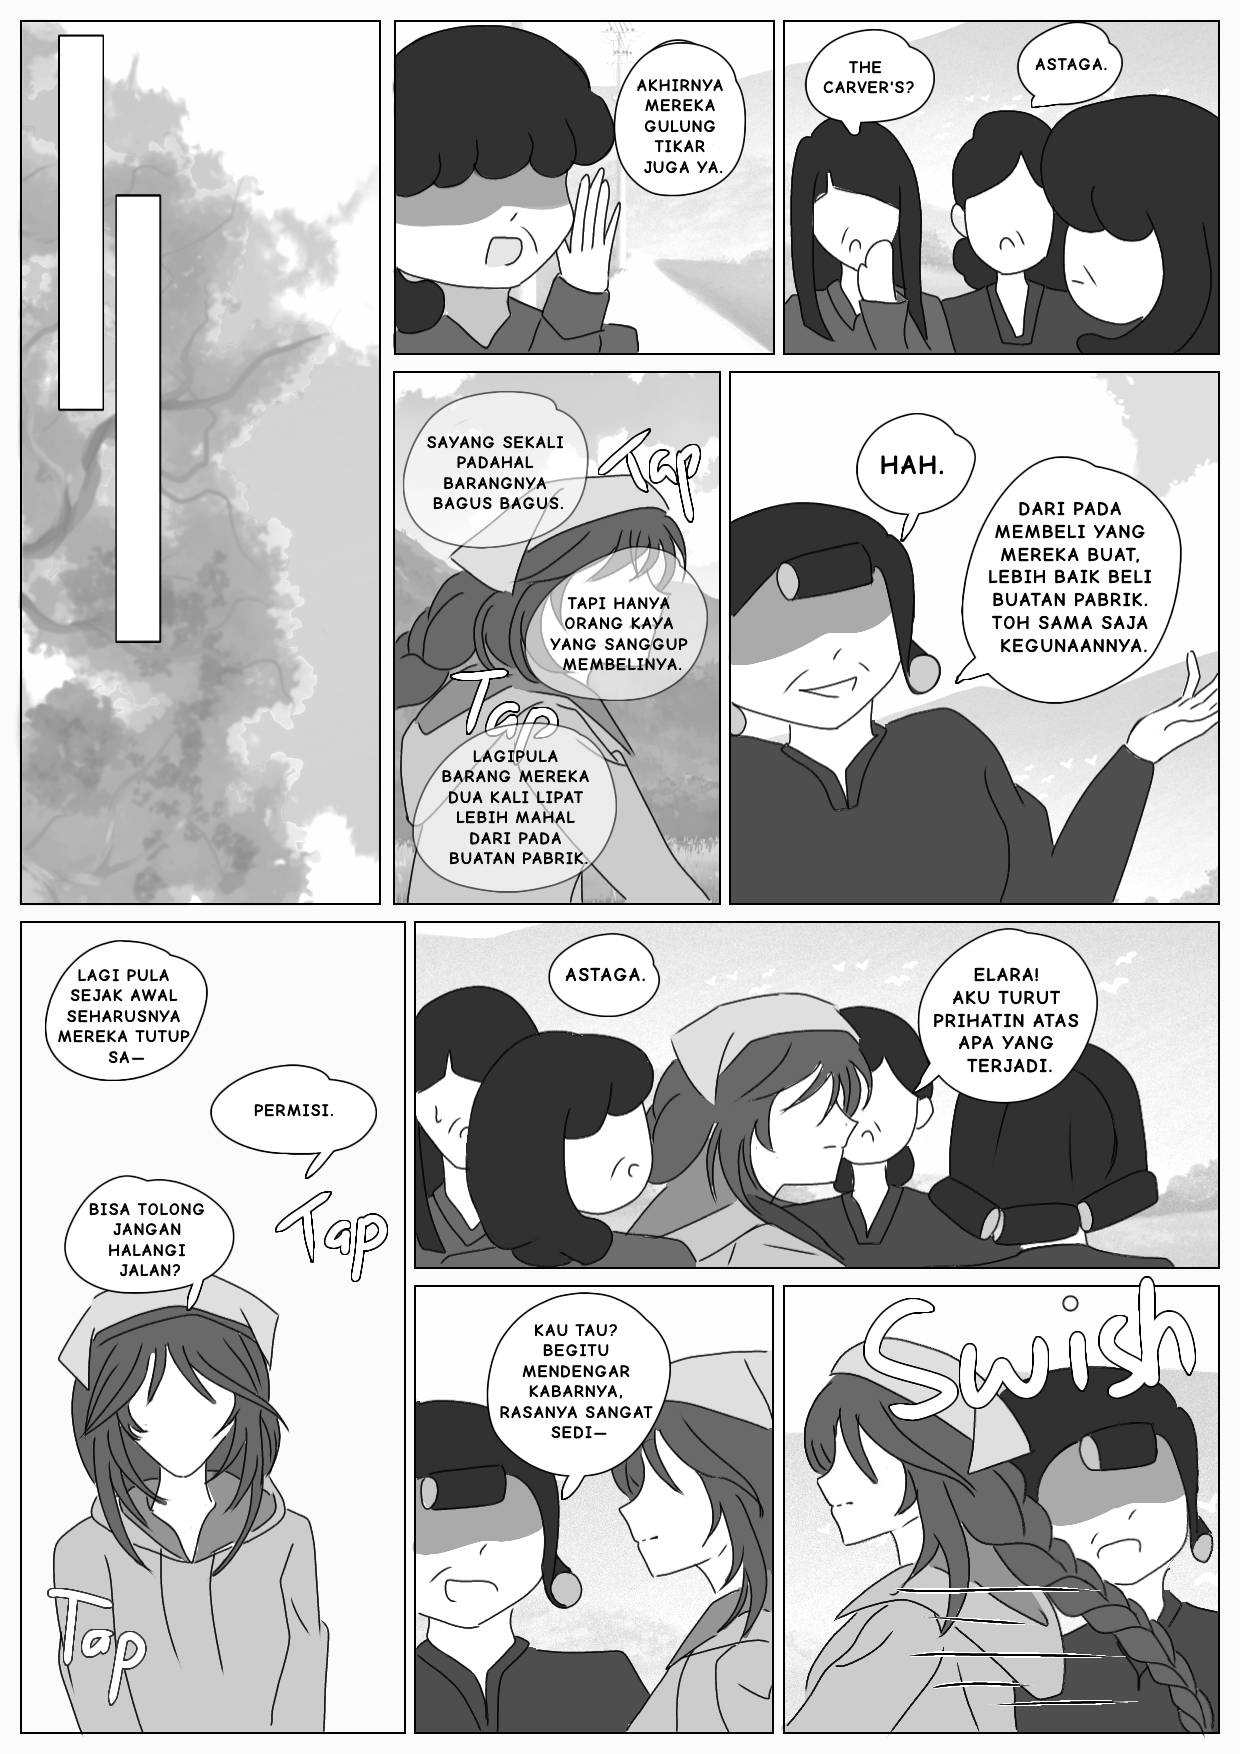 AKHIRNYA
MEREKA
GULUNG
TIKAR
JUGA YA.
THE
CARVER'S?
ASTAGA.
SAYANG SEKALI
PADAHAL
BARANGNYA
BAGUS BAGUS.
Tap
TAPI HANYA
ORANG KAYA
YANG SANGGUP
MEMBELINYA.
Tap
LAGIPULA
BARANG MEREKA
DUA KALI LIPAT
LEBIH MAHAL
DARI PADA
BUATAN PABRIK.
HAH.
DARI PADA
MEMBELI YANG
MEREKA BUAT,
LEBIH BAIK BELI
BUATAN PABRIK.
TOH SAMA SAJA
KEGUNAANNYA.
LAGI PULA
SEJAK AWAL
SEHARUSNYA
MEREKA TUTUP
SA—
PERMISI.
Tap
BISA TOLONG
JANGAN
HALANGI
JALAN?
Tap
ASTAGA.
ELARA!
AKU TURUT
PRIHATIN ATAS
APA YANG
TERJADI.
KAU TAU?
BEGITU
MENDENGAR
KABARNYA,
RASANYA SANGAT
SEDI—
Swish